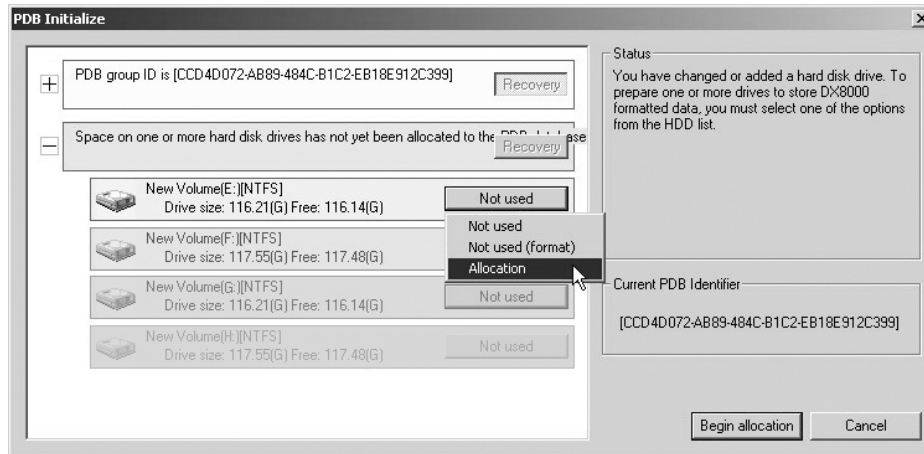 PDB Initialize
PDB group ID is [CCD4D072-AB89-484C-B1C2-EB18E912C399]
Recovery
Space on one or more hard disk drives has not yet been allocated to the PDB database
Recovery
New Volume(E:)[NTFS]
Drive size: 116.21(G) Free: 116.14(G)
Not used
Not used
Not used (format)
Allocation
New Volume(F:)[NTFS]
Drive size: 117.55(G) Free: 117.48(G)
New Volume(G:)[NTFS]
Drive size: 116.21(G) Free: 116.14(G)
Not used
New Volume(H:)[NTFS]
Drive size: 117.55(G) Free: 117.48(G)
Not used
Status
You have changed or added a hard disk drive. To
prepare one or more drives to store DX8000
formatted data, you must select one of the options
from the HDD list.
Current PDB Identifier
[CCD4D072-AB89-484C-B1C2-EB18E912C399]
Begin allocation
Cancel